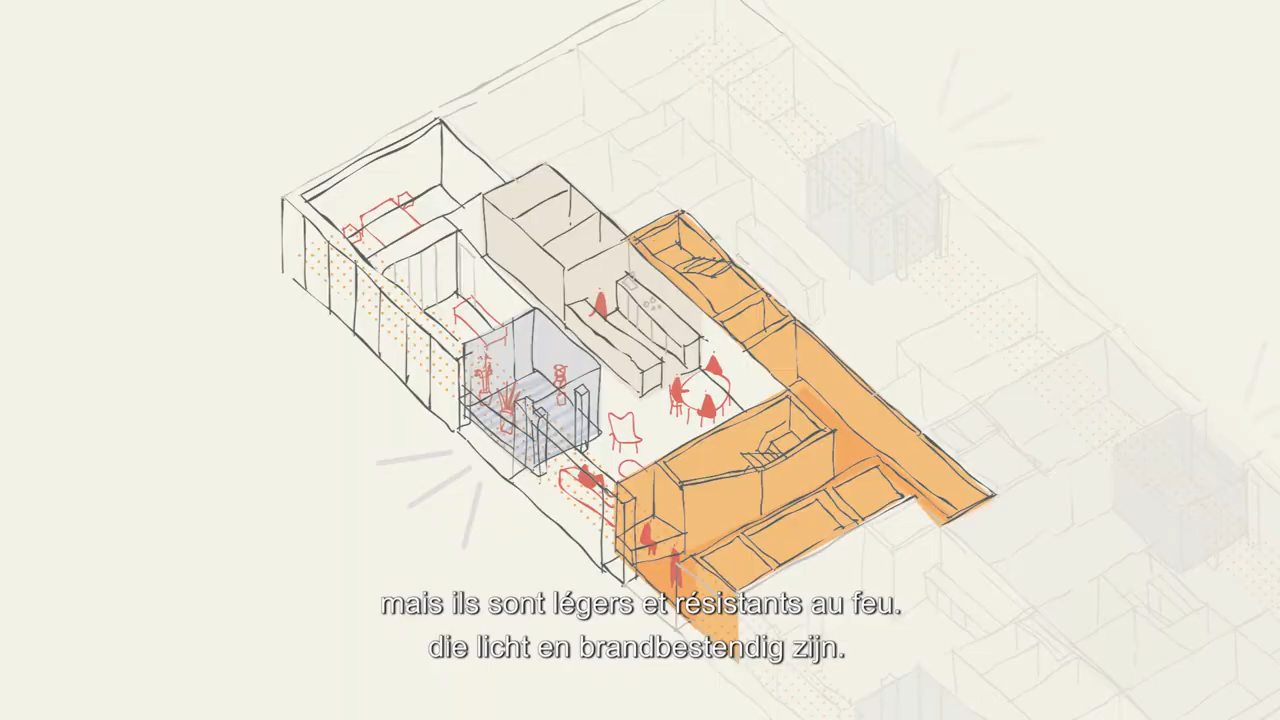 mais ils sont légers et résistants au feu.
die licht en brandbestendig zijn.